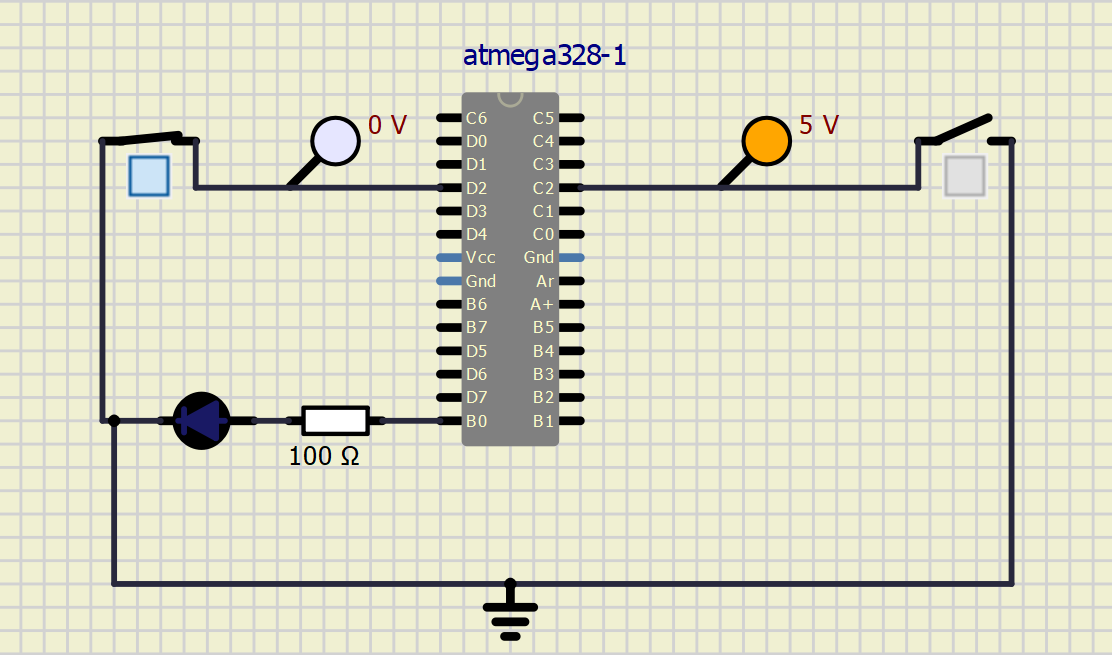 atmega328-1
0 V
5 V
C6 C5
D0 C4
D1 C3
D2 C2
D3 C1
D4 C0
Vcc Gnd
Gnd Ar
B6 A+
B7 B5
D5 B4
D6 B3
D7 B2
B0 B1
100 Ω